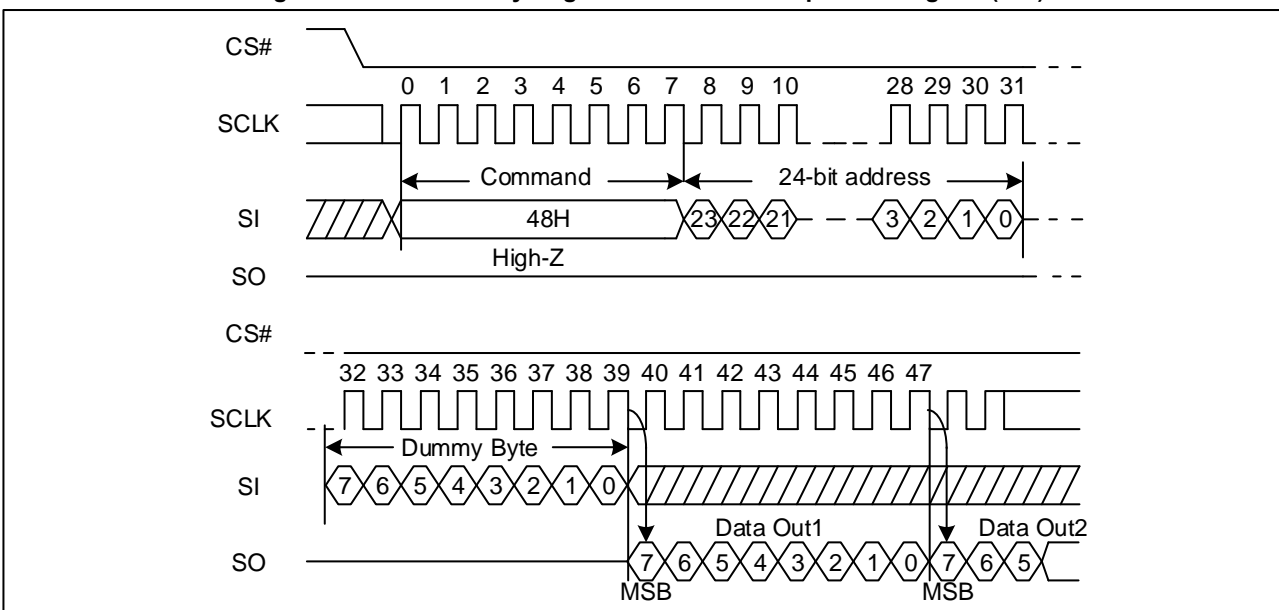 CS#
0 1 2 3 4 5 6 7 8 9 10 28 29 30 31
SCLK
Command 24-bit address
SI 48H 23 22 21 3 2 1 0
High-Z
SO
CS#
32 33 34 35 36 37 38 39 40 41 42 43 44 45 46 47
SCLK
Dummy Byte
SI 7 6 5 4 3 2 1 0
Data Out1 Data Out2
SO 7 6 5 4 3 2 1 0 7 6 5
MSB MSB